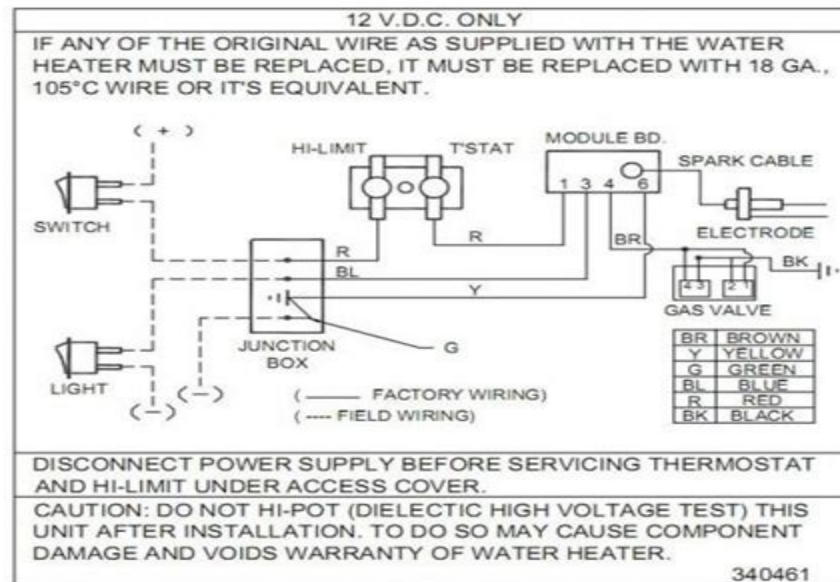 12 V.D.C. ONLY
IF ANY OF THE ORIGINAL WIRE AS SUPPLIED WITH THE WATER
HEATER MUST BE REPLACED, IT MUST BE REPLACED WITH 18 GA.,
105°C WIRE OR IT'S EQUIVALENT.
( + )
HI-LIMIT
T'STAT
MODULE BD.
SPARK CABLE
1 3 4 6
SWITCH
ELECTRODE
R
R
BR
BL
BK
Y
4 3 2 1
GAS VALVE
JUNCTION
BOX
G
LIGHT
(—)
(—)
( —— FACTORY WIRING)
( ---- FIELD WIRING)
BR BROWN
Y YELLOW
G GREEN
BL BLUE
R RED
BK BLACK
DISCONNECT POWER SUPPLY BEFORE SERVICING THERMOSTAT
AND HI-LIMIT UNDER ACCESS COVER.
CAUTION: DO NOT HI-POT (DIELECTIC HIGH VOLTAGE TEST) THIS
UNIT AFTER INSTALLATION. TO DO SO MAY CAUSE COMPONENT
DAMAGE AND VOIDS WARRANTY OF WATER HEATER.
340461